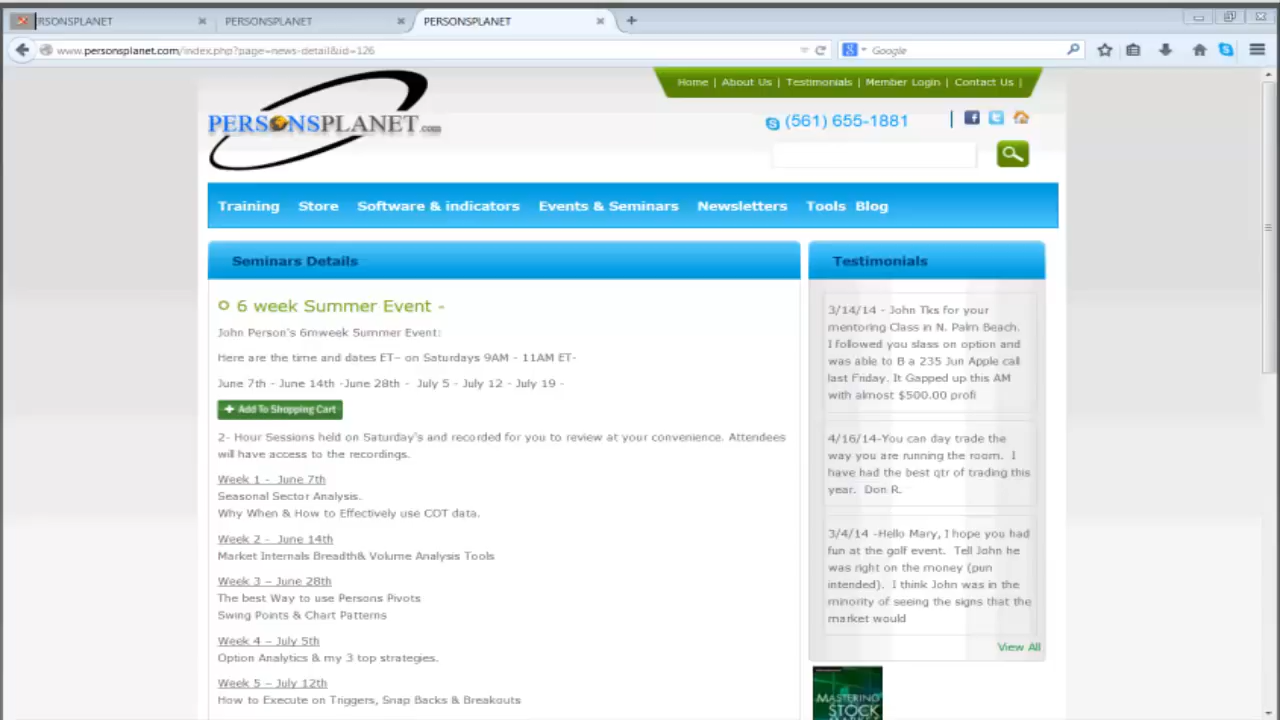 RSONSPLANET
PERSONSPLANET
PERSONSPLANET
www.personsplanet.com/index.php?page=news-detail&id=126
Google
Home | About Us | Testimonials | Member Login | Contact Us |
PERSONSPLANET.com
(561) 655-1881
Training Store Software & indicators Events & Seminars Newsletters Tools Blog
Seminars Details
6 week Summer Event -
John Person's 6mweek Summer Event:
Here are the time and dates ET– on Saturdays 9AM - 11AM ET-
June 7th - June 14th -June 28th - July 5 - July 12 - July 19 -
+ Add To Shopping Cart
2- Hour Sessions held on Saturday's and recorded for you to review at your convenience. Attendees
will have access to the recordings.
Week 1 - June 7th
Seasonal Sector Analysis.
Why When & How to Effectively use COT data.
Week 2 - June 14th
Market Internals Breadth& Volume Analysis Tools
Week 3 – June 28th
The best Way to use Persons Pivots
Swing Points & Chart Patterns
Week 4 – July 5th
Option Analytics & my 3 top strategies.
Week 5 – July 12th
How to Execute on Triggers, Snap Backs & Breakouts
Testimonials
3/14/14 - John Tks for your
mentoring Class in N. Palm Beach.
I followed you slass on option and
was able to B a 235 Jun Apple call
last Friday. It Gapped up this AM
with almost $500.00 profi
4/16/14-You can day trade the
way you are running the room. I
have had the best qtr of trading this
year. Don R.
3/4/14 -Hello Mary, I hope you had
fun at the golf event. Tell John he
was right on the money (pun
intended). I think John was in the
minority of seeing the signs that the
market would
View All
MASTERING
STOCK